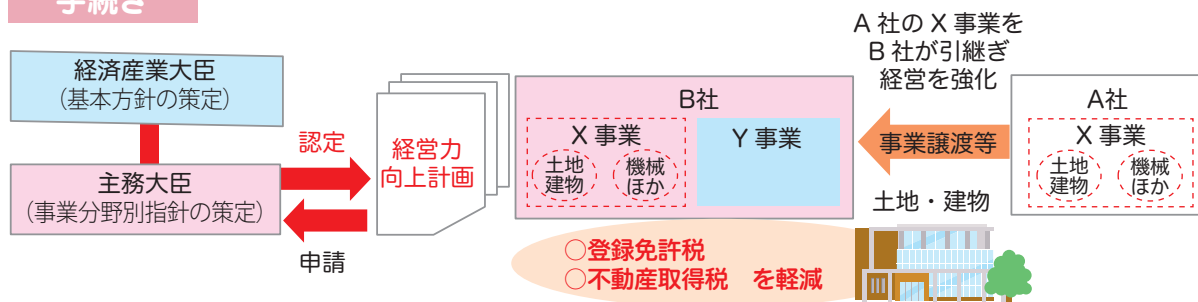 手続き
経済産業大臣
（基本方針の策定）
主務大臣
（事業分野別指針の策定）
認定
申請
経営力
向上計画
B社
X 事業
土地
建物
機械
ほか
Y 事業
○登録免許税
○不動産取得税　を軽減
A 社の X 事業を
B 社が引継ぎ
経営を強化
事業譲渡等
土地・建物
A社
X 事業
土地
建物
機械
ほか